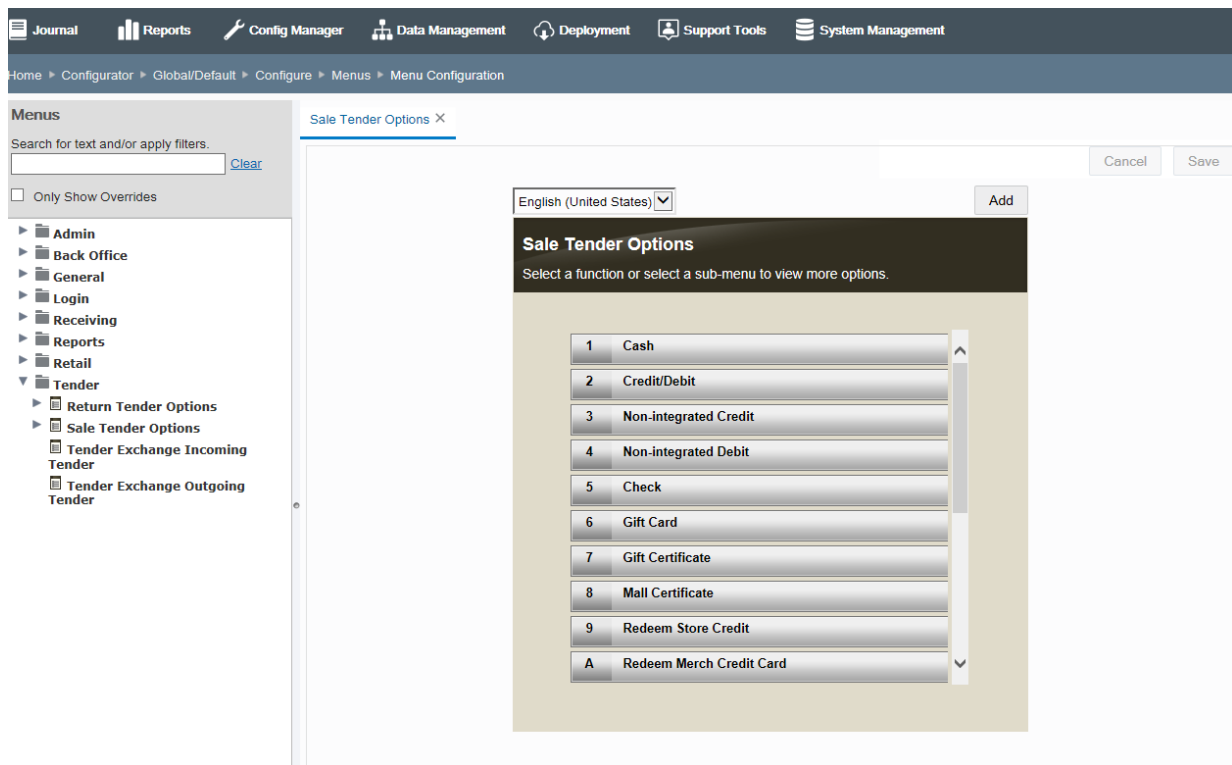 Journal Reports Config Manager Data Management Deployment Support Tools System Management
Home Configurator Global/Default Configure Menus Menu Configuration
Menus
Search for text and/or apply filters.
Clear
Only Show Overrides
Admin
Back Office
General
Login
Receiving
Reports
Retail
Tender
Return Tender Options
Sale Tender Options
Tender Exchange Incoming
Tender
Tender Exchange Outgoing
Tender
Sale Tender Options
Cancel Save
English (United States) Add
Sale Tender Options
Select a function or select a sub-menu to view more options.
1 Cash
2 Credit/Debit
3 Non-integrated Credit
4 Non-integrated Debit
5 Check
6 Gift Card
7 Gift Certificate
8 Mall Certificate
9 Redeem Store Credit
A Redeem Merch Credit Card